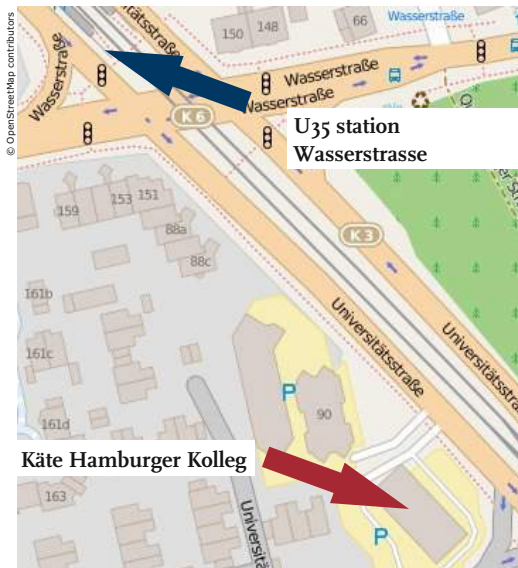 © OpenStreetMap contributors
Universitätsstraße
150
148
66
Wasserstraße
Wasserstraße
Wasserstraße
Wasserstraße
K 6
U35 station
Wasserstrasse
159
153
151
88a
88c
K 3
161b
161c
161d
Universitätsstraße
Universitätsstraße
P
90
Käte Hamburger Kolleg
163
P